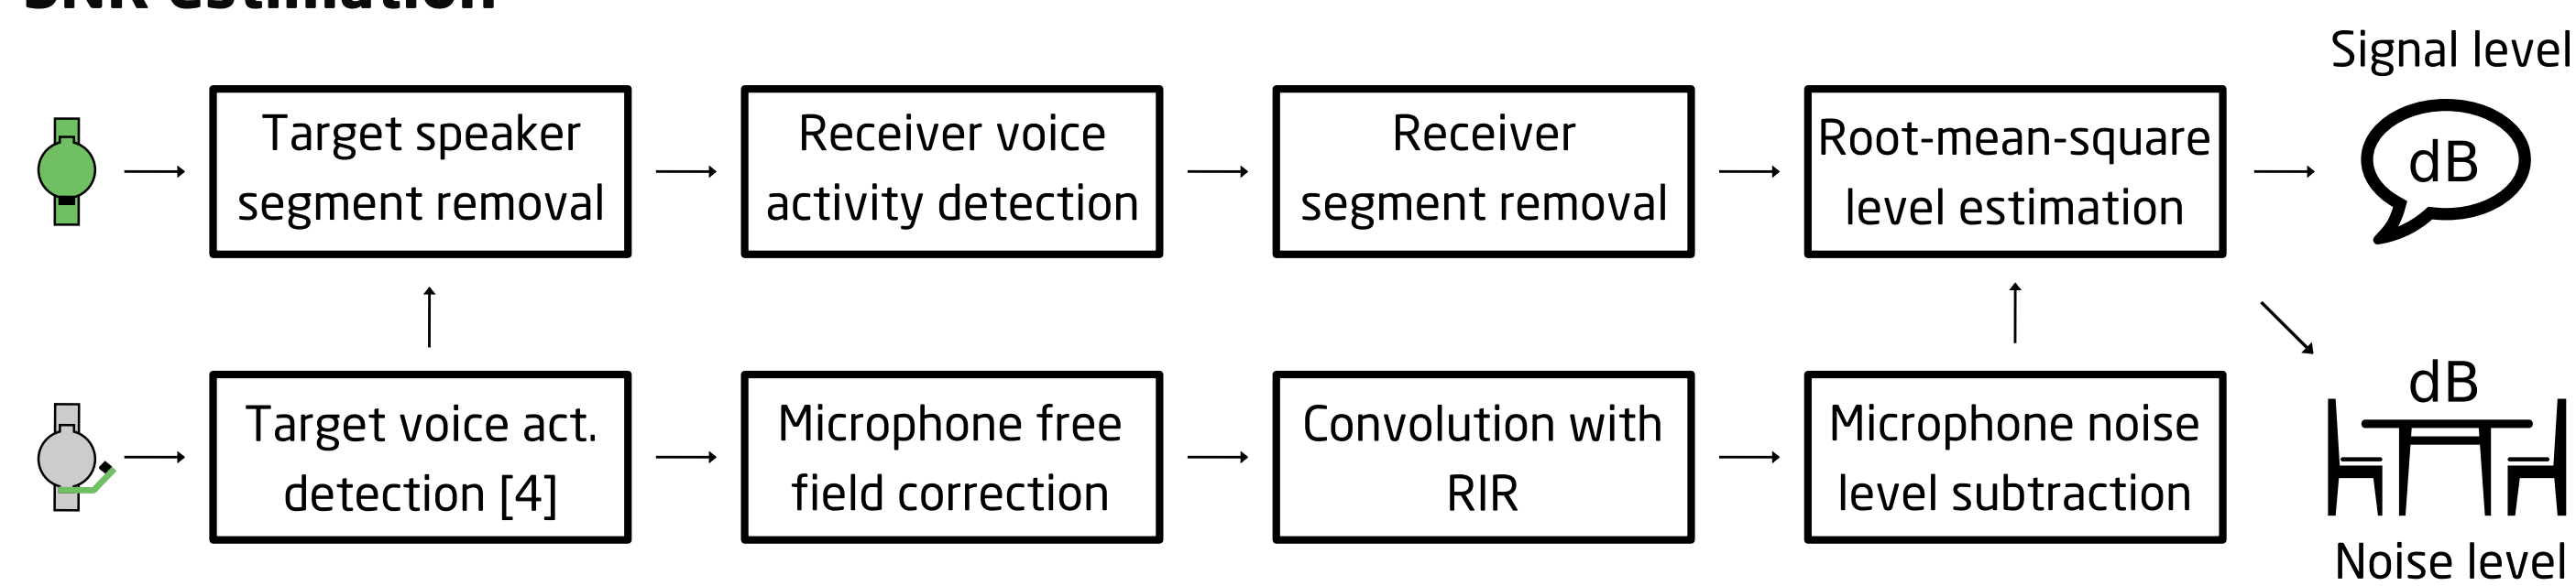 SNR estimation
Signal level
Target speaker
segment removal
Receiver voice
activity detection
Receiver
segment removal
Root-mean-square
level estimation
dB
Target voice act.
detection [4]
Microphone free
field correction
Convolution with
RIR
Microphone noise
level subtraction
dB
Noise level